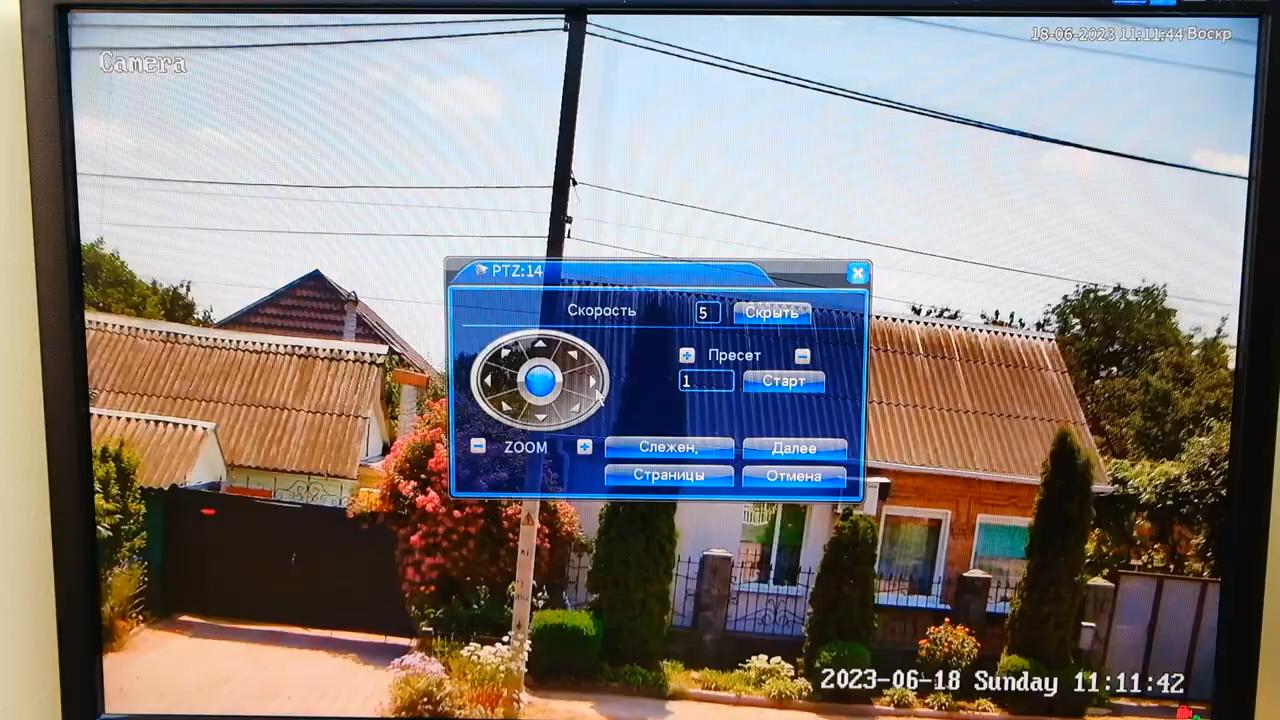 18-06-2023 11:11:44 Воскр
Camera
PTZ:14
Скорость 5 Скрыть
Пресет
1 Старт
ZOOM Слежен. Далее
Страницы Отмена
2023-06-18 Sunday 11:11:42